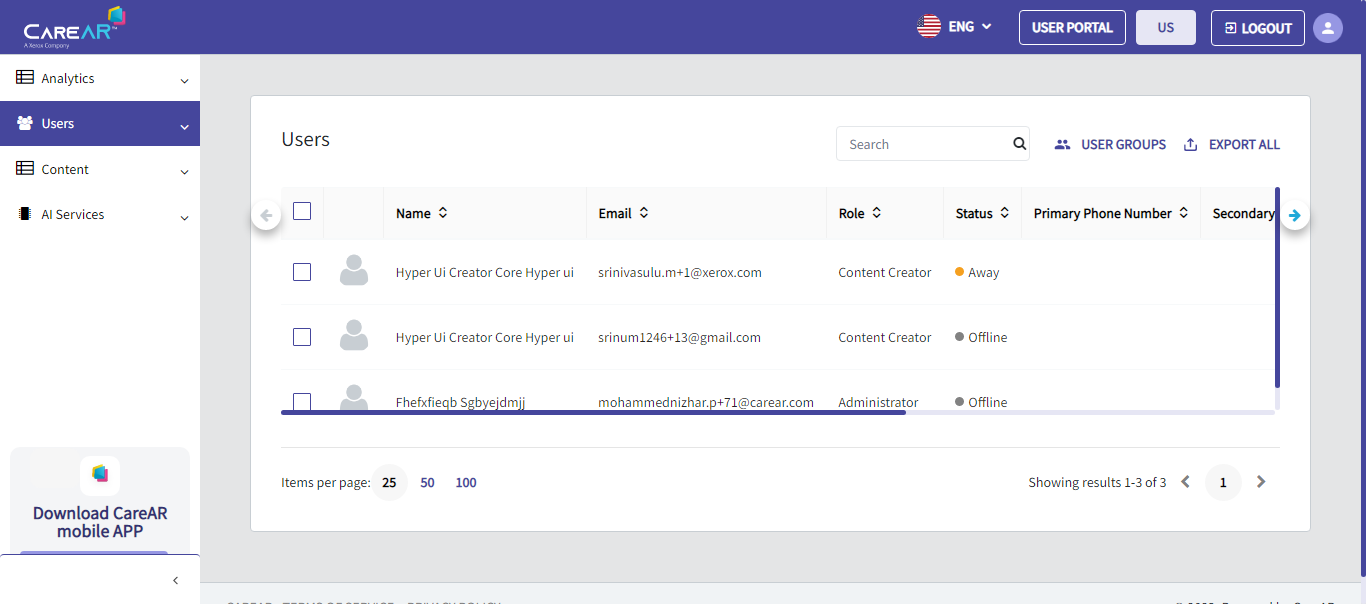 CAREAR™
A Xerox Company
ENG
USER PORTAL
US
LOGOUT
Analytics
Users
Content
AI Services
Download CareAR
mobile APP
Users
Search
USER GROUPS
EXPORT ALL
Name Email Role Status Primary Phone Number Secondary
Hyper Ui Creator Core Hyper ui srinivasulu.m+1@xerox.com Content Creator Away
Hyper Ui Creator Core Hyper ui srinum1246+13@gmail.com Content Creator Offline
Fhefxfieqb Sgbyejdmjj mohammednizhar.p+71@carear.com Administrator Offline
Items per page: 25 50 100
Showing results 1-3 of 3 1